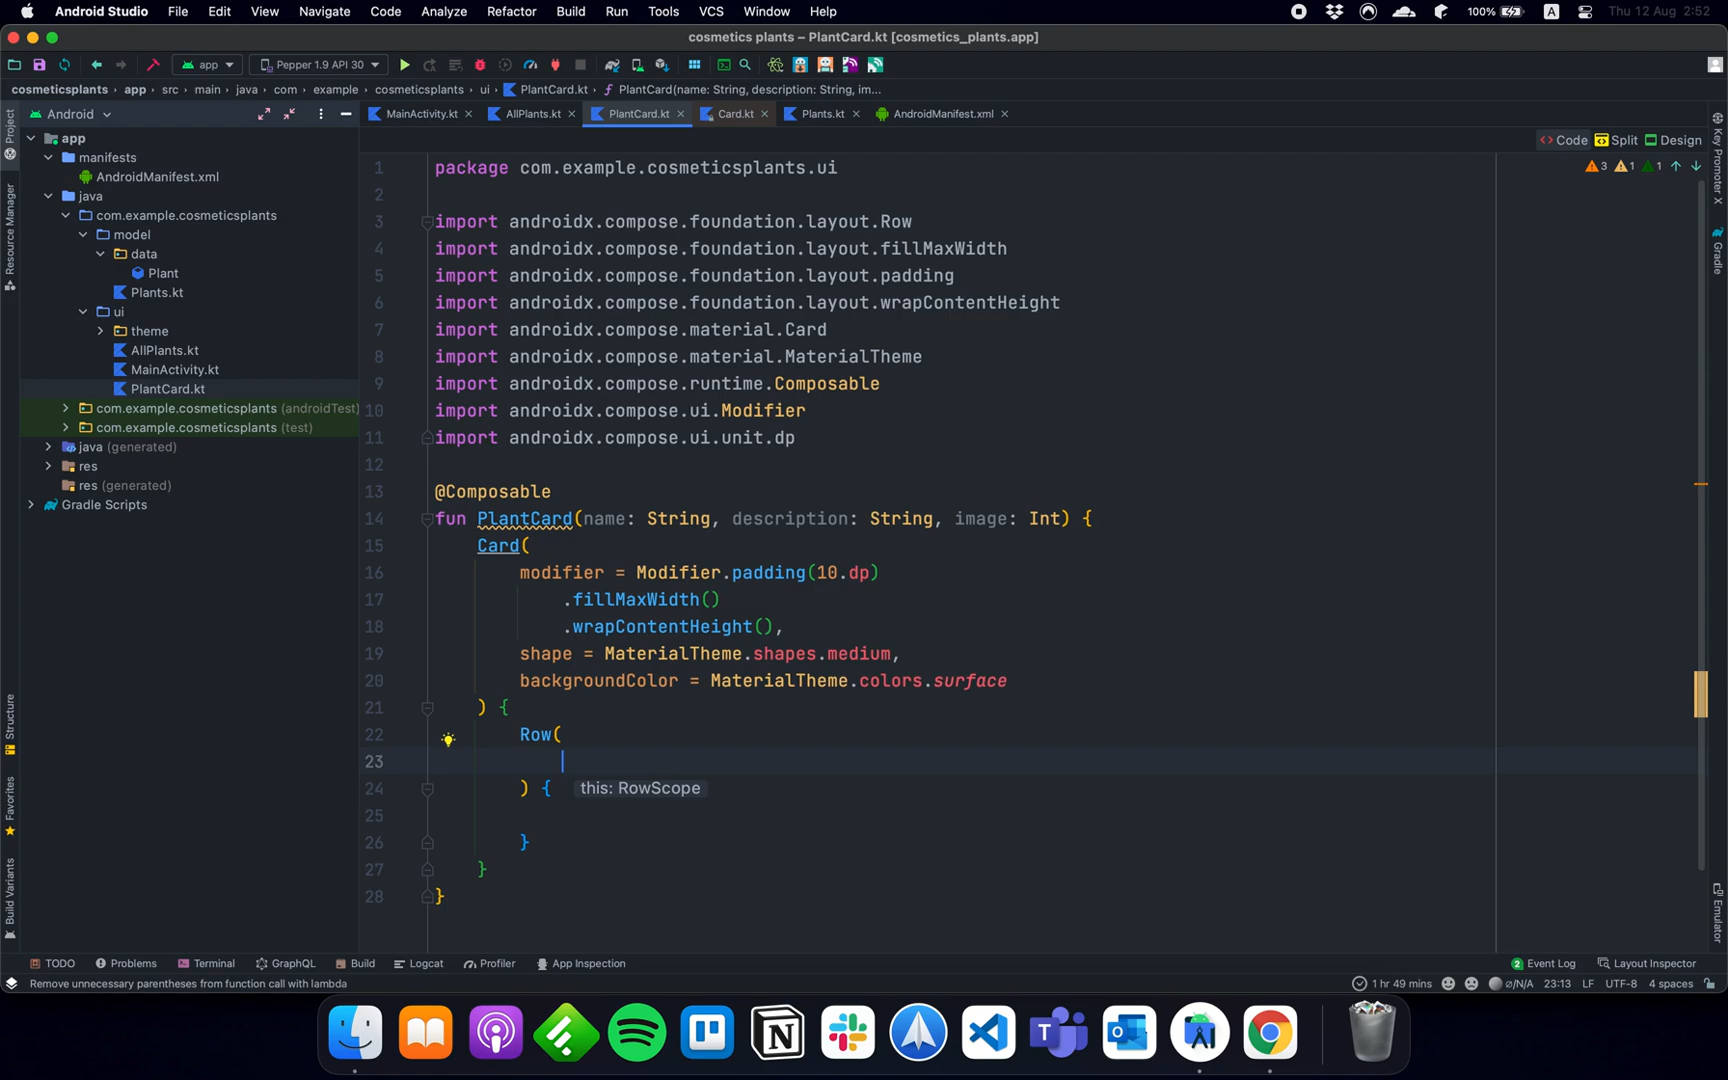 Android Studio File Edit View Navigate Code Analyze Refactor Build Run Tools VCS Window Help 100% A Thu 12 Aug 2:52
cosmetics plants – PlantCard.kt [cosmetics_plants.app]
app Pepper 1.9 API 30
cosmeticsplants › app › src › main › java › com › example › cosmeticsplants › ui › PlantCard.kt › PlantCard(name: String, description: String, im...
Project
Resource Manager
Structure
Favorites
Build Variants
Android
app
manifests
AndroidManifest.xml
java
com.example.cosmeticsplants
model
data
Plant
Plants.kt
ui
theme
AllPlants.kt
MainActivity.kt
PlantCard.kt
com.example.cosmeticsplants (androidTest)
com.example.cosmeticsplants (test)
java (generated)
res
res (generated)
Gradle Scripts
MainActivity.kt AllPlants.kt PlantCard.kt Card.kt Plants.kt AndroidManifest.xml
Code Split Design
3 1 1
1 package com.example.cosmeticsplants.ui
2
3 import androidx.compose.foundation.layout.Row
4 import androidx.compose.foundation.layout.fillMaxWidth
5 import androidx.compose.foundation.layout.padding
6 import androidx.compose.foundation.layout.wrapContentHeight
7 import androidx.compose.material.Card
8 import androidx.compose.material.MaterialTheme
9 import androidx.compose.runtime.Composable
10 import androidx.compose.ui.Modifier
11 import androidx.compose.ui.unit.dp
12
13 @Composable
14 fun PlantCard(name: String, description: String, image: Int) {
15 Card(
16 modifier = Modifier.padding(10.dp)
17 .fillMaxWidth()
18 .wrapContentHeight(),
19 shape = MaterialTheme.shapes.medium,
20 backgroundColor = MaterialTheme.colors.surface
21 ) {
22 Row(
23
24 ) { this: RowScope
25
26 }
27 }
28 }
Key Promoter X
Gradle
Emulator
TODO Problems Terminal GraphQL Build Logcat Profiler App Inspection 2 Event Log Layout Inspector
Remove unnecessary parentheses from function call with lambda 1 hr 49 mins ⌀/N/A 23:13 LF UTF-8 4 spaces